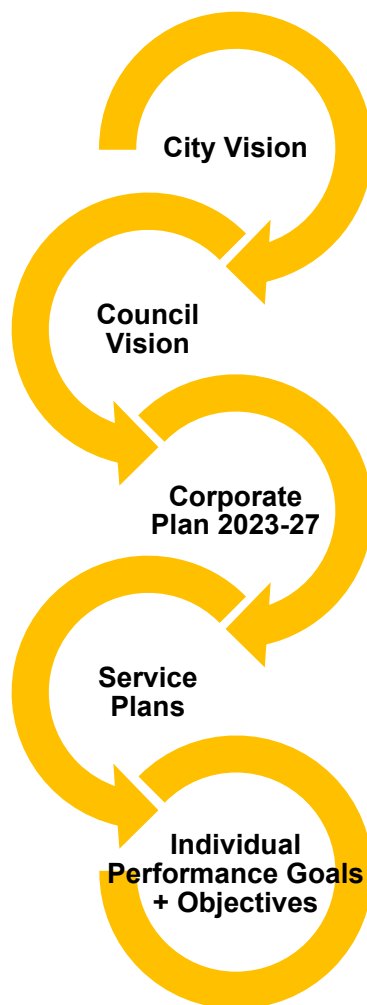 City Vision
Council
Vision
Corporate
Plan 2023-27
Service
Plans
Individual
Performance Goals
+ Objectives